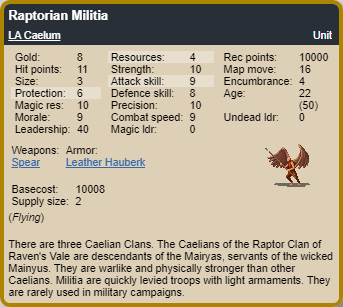 Raptorian Militia
LA Caelum Unit
Gold: 8 Resources: 4 Rec points: 10000
Hit points: 11 Strength: 10 Map move: 16
Size: 3 Attack skill: 9 Encumbrance: 4
Protection: 6 Defence skill: 8 Age: 22
Magic res: 10 Precision: 10 (50)
Morale: 9 Combat speed: 9 Undead ldr: 0
Leadership: 40 Magic ldr: 0
Weapons: Armor:
Spear Leather Hauberk
Basecost: 10008
Supply size: 2
(Flying)
There are three Caelian Clans. The Caelians of the Raptor Clan of
Raven's Vale are descendants of the Mairyas, servants of the wicked
Mainyus. They are warlike and physically stronger than other
Caelians. Militia are quickly levied troops with light armaments. They
are rarely used in military campaigns.